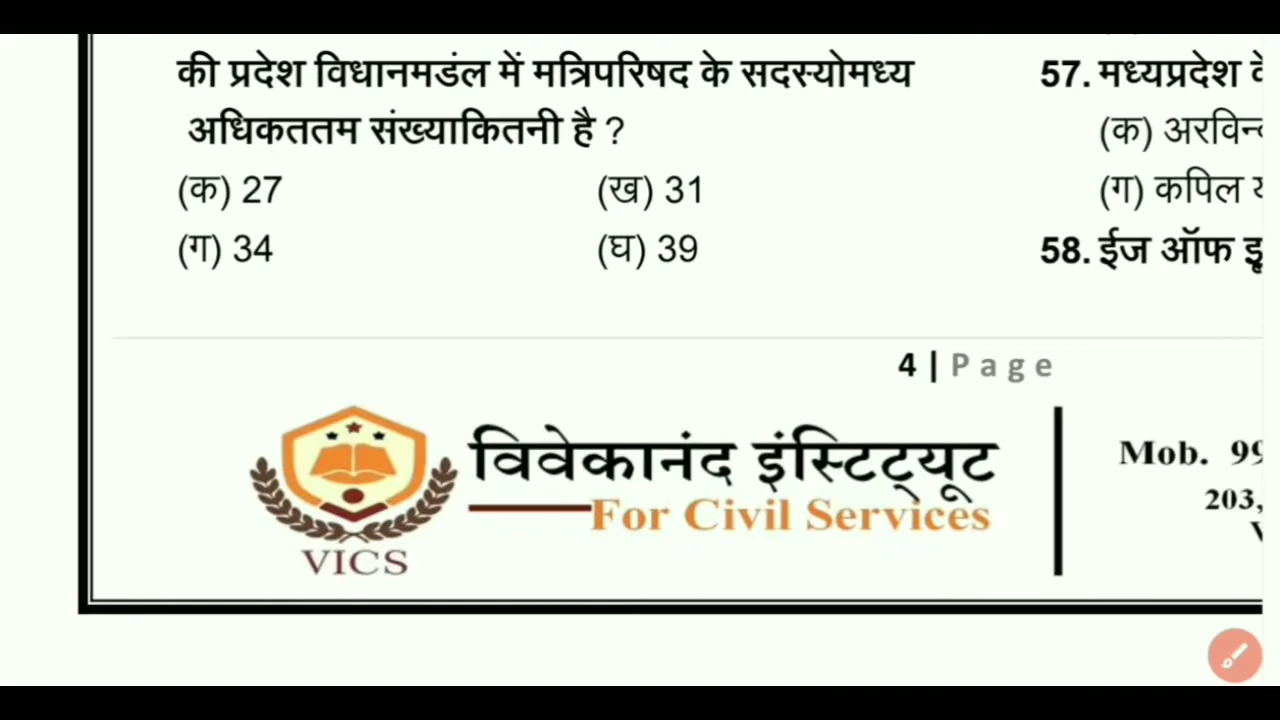 की प्रदेश विधानमडंल में मत्रिपरिषद के सदस्योमध्य
अधिकततम संख्याकितनी है ?
(क) 27 (ख) 31
(ग) 34 (घ) 39
57. मध्यप्रदेश
(क)
(ग) कपिल
58. ईज ऑफ
4 | Page
विवेकानंद इंस्टिट्यूट
For Civil Services
VICS
Mob. 99
203,